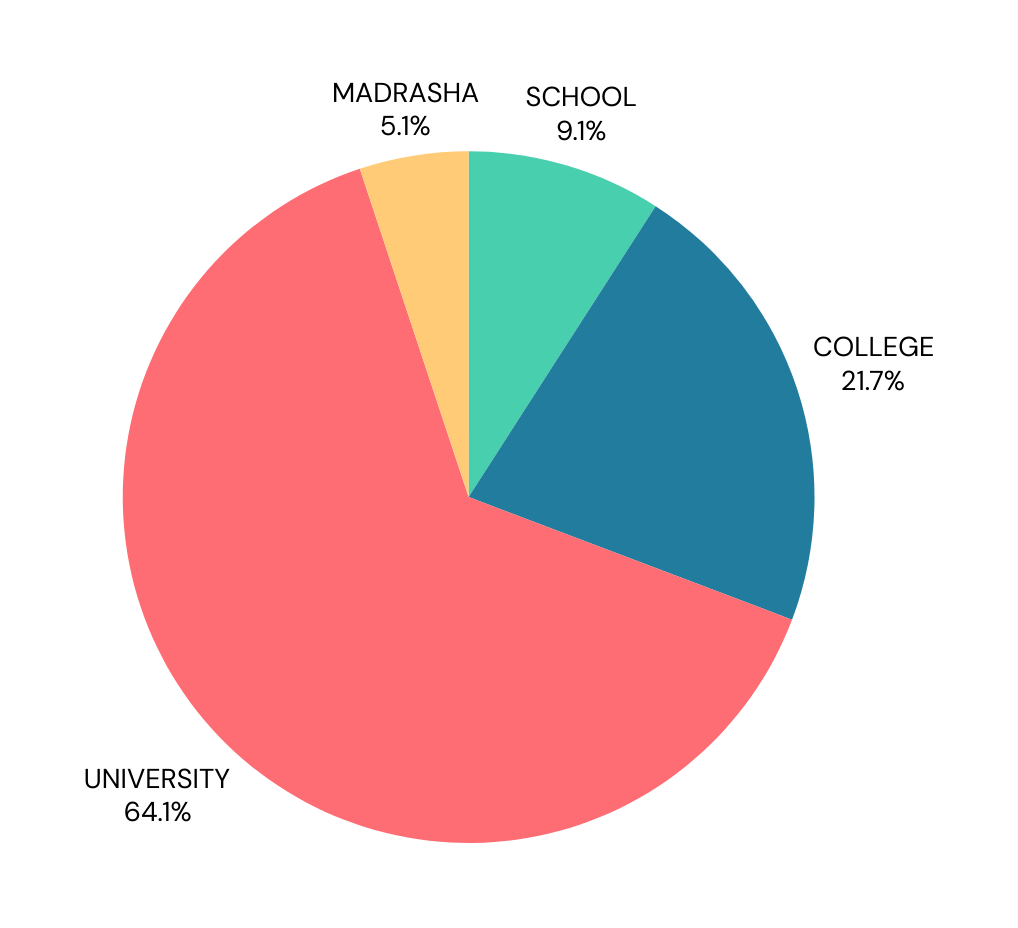 MADRASHA
5.1%
SCHOOL
9.1%
COLLEGE
21.7%
UNIVERSITY
64.1%